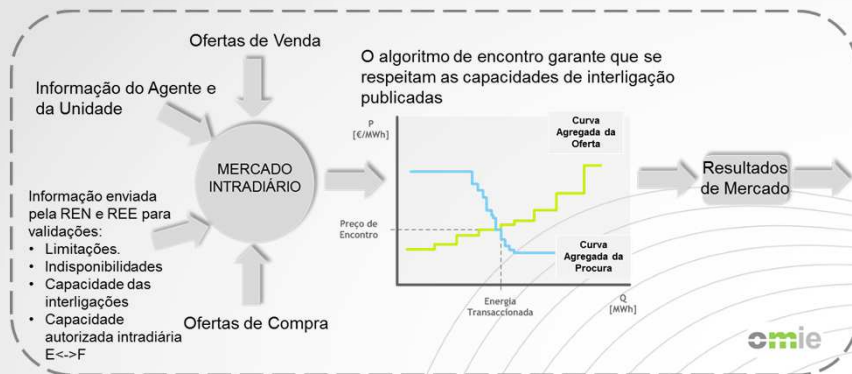 Ofertas de Venda
Informação do Agente e
da Unidade
MERCADO
INTRADIÁRIO
Informação enviada
pela REN e REE para
validações:
• Limitações.
• Indisponibilidades
• Capacidade das
interligações
• Capacidade
autorizada intradiária
E<->F
Ofertas de Compra
O algoritmo de encontro garante que se
respeitam as capacidades de interligação
publicadas
P
[€/MWh]
Curva
Agregada da
Oferta
Preço de
Encontro
Curva
Agregada da
Procura
Energia
Transaccionada
Q
[MWh]
Resultados
de Mercado
omie